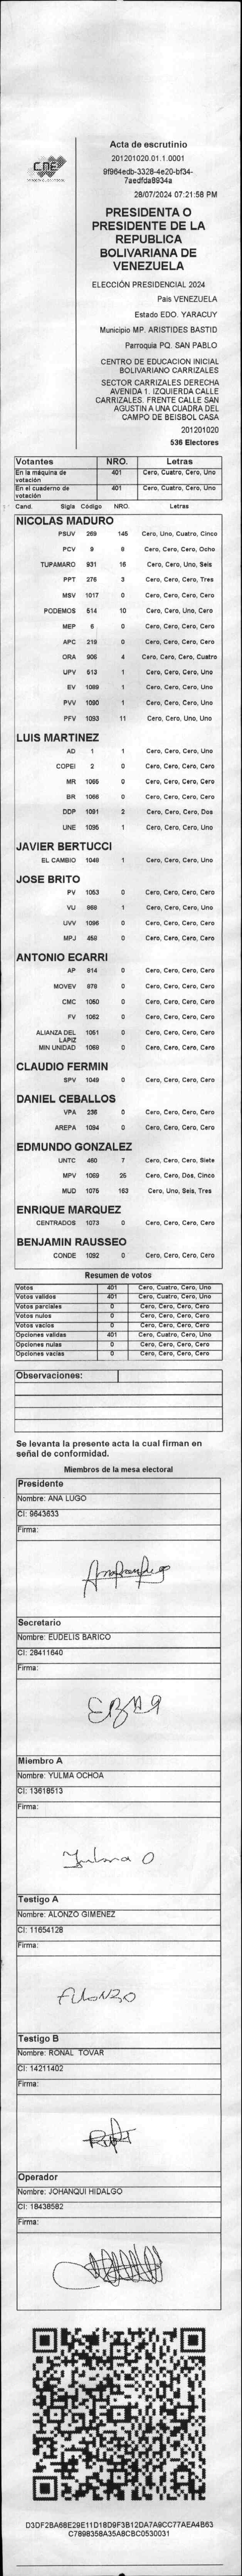 CNE
Acta de escrutinio
201201020.01.1.0001
9f964edb-3328-4e20-bf34-
7aedfda8934a
28/07/2024 07:21:58 PM
PRESIDENTA O
PRESIDENTE DE LA
REPUBLICA
BOLIVARIANA DE
VENEZUELA
ELECCIÓN PRESIDENCIAL 2024
Pais VENEZUELA
Estado EDO. YARACUY
Municipio MP. ARISTIDES BASTID
Parroquia PQ. SAN PABLO
CENTRO DE EDUCACION INICIAL
BOLIVARIANO CARRIZALES
SECTOR CARRIZALES DERECHA
AVENIDA 1. IZQUIERDA CALLE
CARRIZALES. FRENTE CALLE SAN
AGUSTIN A UNA CUADRA DEL
CAMPO DE BEISBOL CASA
201201020
536 Electores
Votantes NRO. Letras
En la máquina de votación 401 Cero, Cuatro, Cero, Uno
En el cuaderno de votación 401 Cero, Cuatro, Cero, Uno
Cand. Sigla Código NRO. Letras
NICOLAS MADURO
PSUV 269 145 Cero, Uno, Cuatro, Cinco
PCV 9 8 Cero, Cero, Cero, Ocho
TUPAMARO 931 16 Cero, Cero, Uno, Seis
PPT 276 3 Cero, Cero, Cero, Tres
MSV 1017 0 Cero, Cero, Cero, Cero
PODEMOS 514 10 Cero, Cero, Uno, Cero
MEP 6 0 Cero, Cero, Cero, Cero
APC 219 0 Cero, Cero, Cero, Cero
ORA 906 4 Cero, Cero, Cero, Cuatro
UPV 613 1 Cero, Cero, Cero, Uno
EV 1089 1 Cero, Cero, Cero, Uno
PVV 1090 1 Cero, Cero, Cero, Uno
PFV 1093 11 Cero, Cero, Uno, Uno
LUIS MARTINEZ
AD 1 1 Cero, Cero, Cero, Uno
COPEI 2 0 Cero, Cero, Cero, Cero
MR 1065 0 Cero, Cero, Cero, Cero
BR 1066 0 Cero, Cero, Cero, Cero
DDP 1091 2 Cero, Cero, Cero, Dos
UNE 1095 1 Cero, Cero, Cero, Uno
JAVIER BERTUCCI
EL CAMBIO 1048 1 Cero, Cero, Cero, Uno
JOSE BRITO
PV 1053 0 Cero, Cero, Cero, Cero
VU 868 1 Cero, Cero, Cero, Uno
UVV 1096 0 Cero, Cero, Cero, Cero
MPJ 458 0 Cero, Cero, Cero, Cero
ANTONIO ECARRI
AP 814 0 Cero, Cero, Cero, Cero
MOVEV 878 0 Cero, Cero, Cero, Cero
CMC 1050 0 Cero, Cero, Cero, Cero
FV 1062 0 Cero, Cero, Cero, Cero
ALIANZA DEL LAPIZ 1051 0 Cero, Cero, Cero, Cero
MIN UNIDAD 1068 0 Cero, Cero, Cero, Cero
CLAUDIO FERMIN
SPV 1049 0 Cero, Cero, Cero, Cero
DANIEL CEBALLOS
VPA 236 0 Cero, Cero, Cero, Cero
AREPA 1094 0 Cero, Cero, Cero, Cero
EDMUNDO GONZALEZ
UNTC 460 7 Cero, Cero, Cero, Siete
MPV 1069 25 Cero, Cero, Dos, Cinco
MUD 1075 163 Cero, Uno, Seis, Tres
ENRIQUE MARQUEZ
CENTRADOS 1073 0 Cero, Cero, Cero, Cero
BENJAMIN RAUSSEO
CONDE 1092 0 Cero, Cero, Cero, Cero
Resumen de votos
Votos 401 Cero, Cuatro, Cero, Uno
Votos validos 401 Cero, Cuatro, Cero, Uno
Votos parciales 0 Cero, Cero, Cero, Cero
Votos nulos 0 Cero, Cero, Cero, Cero
Votos vacios 0 Cero, Cero, Cero, Cero
Opciones validas 401 Cero, Cuatro, Cero, Uno
Opciones nulas 0 Cero, Cero, Cero, Cero
Opciones vacias 0 Cero, Cero, Cero, Cero
Observaciones:
Se levanta la presente acta la cual firman en
señal de conformidad.
Miembros de la mesa electoral
Presidente
Nombre: ANA LUGO
CI: 9643633
Firma:
Secretario
Nombre: EUDELIS BARICO
CI: 28411640
Firma:
Miembro A
Nombre: YULMA OCHOA
CI: 13618513
Firma:
Yulma O
Testigo A
Nombre: ALONZO GIMENEZ
CI: 11654128
Firma:
AloNzo
Testigo B
Nombre: RONAL TOVAR
CI: 14211402
Firma:
Operador
Nombre: JOHANQUI HIDALGO
CI: 18438582
Firma:
D3DF2BA68E29E11D18D9F3B12DA7A9CC77AEA4B63
C7898358A35A8CBC0530031